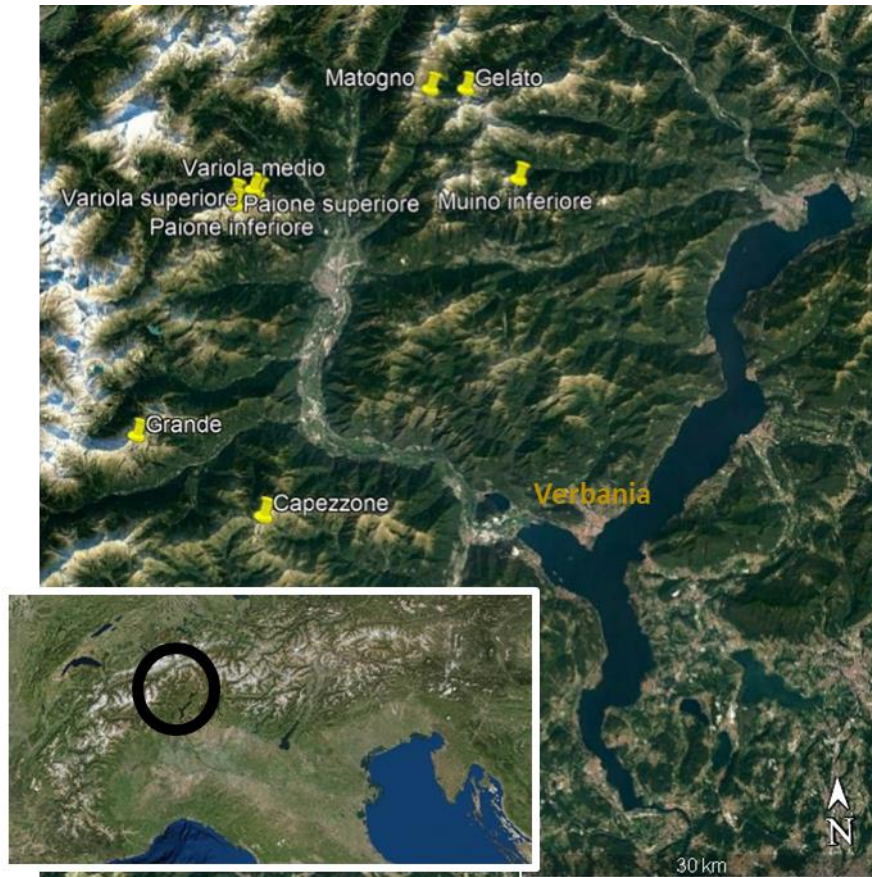 Matogno
Gelato
Variola medio
Variola superiore
Paione superiore
Muino inferiore
Paione inferiore
Grande
Capezzone
Verbania
N
30 km